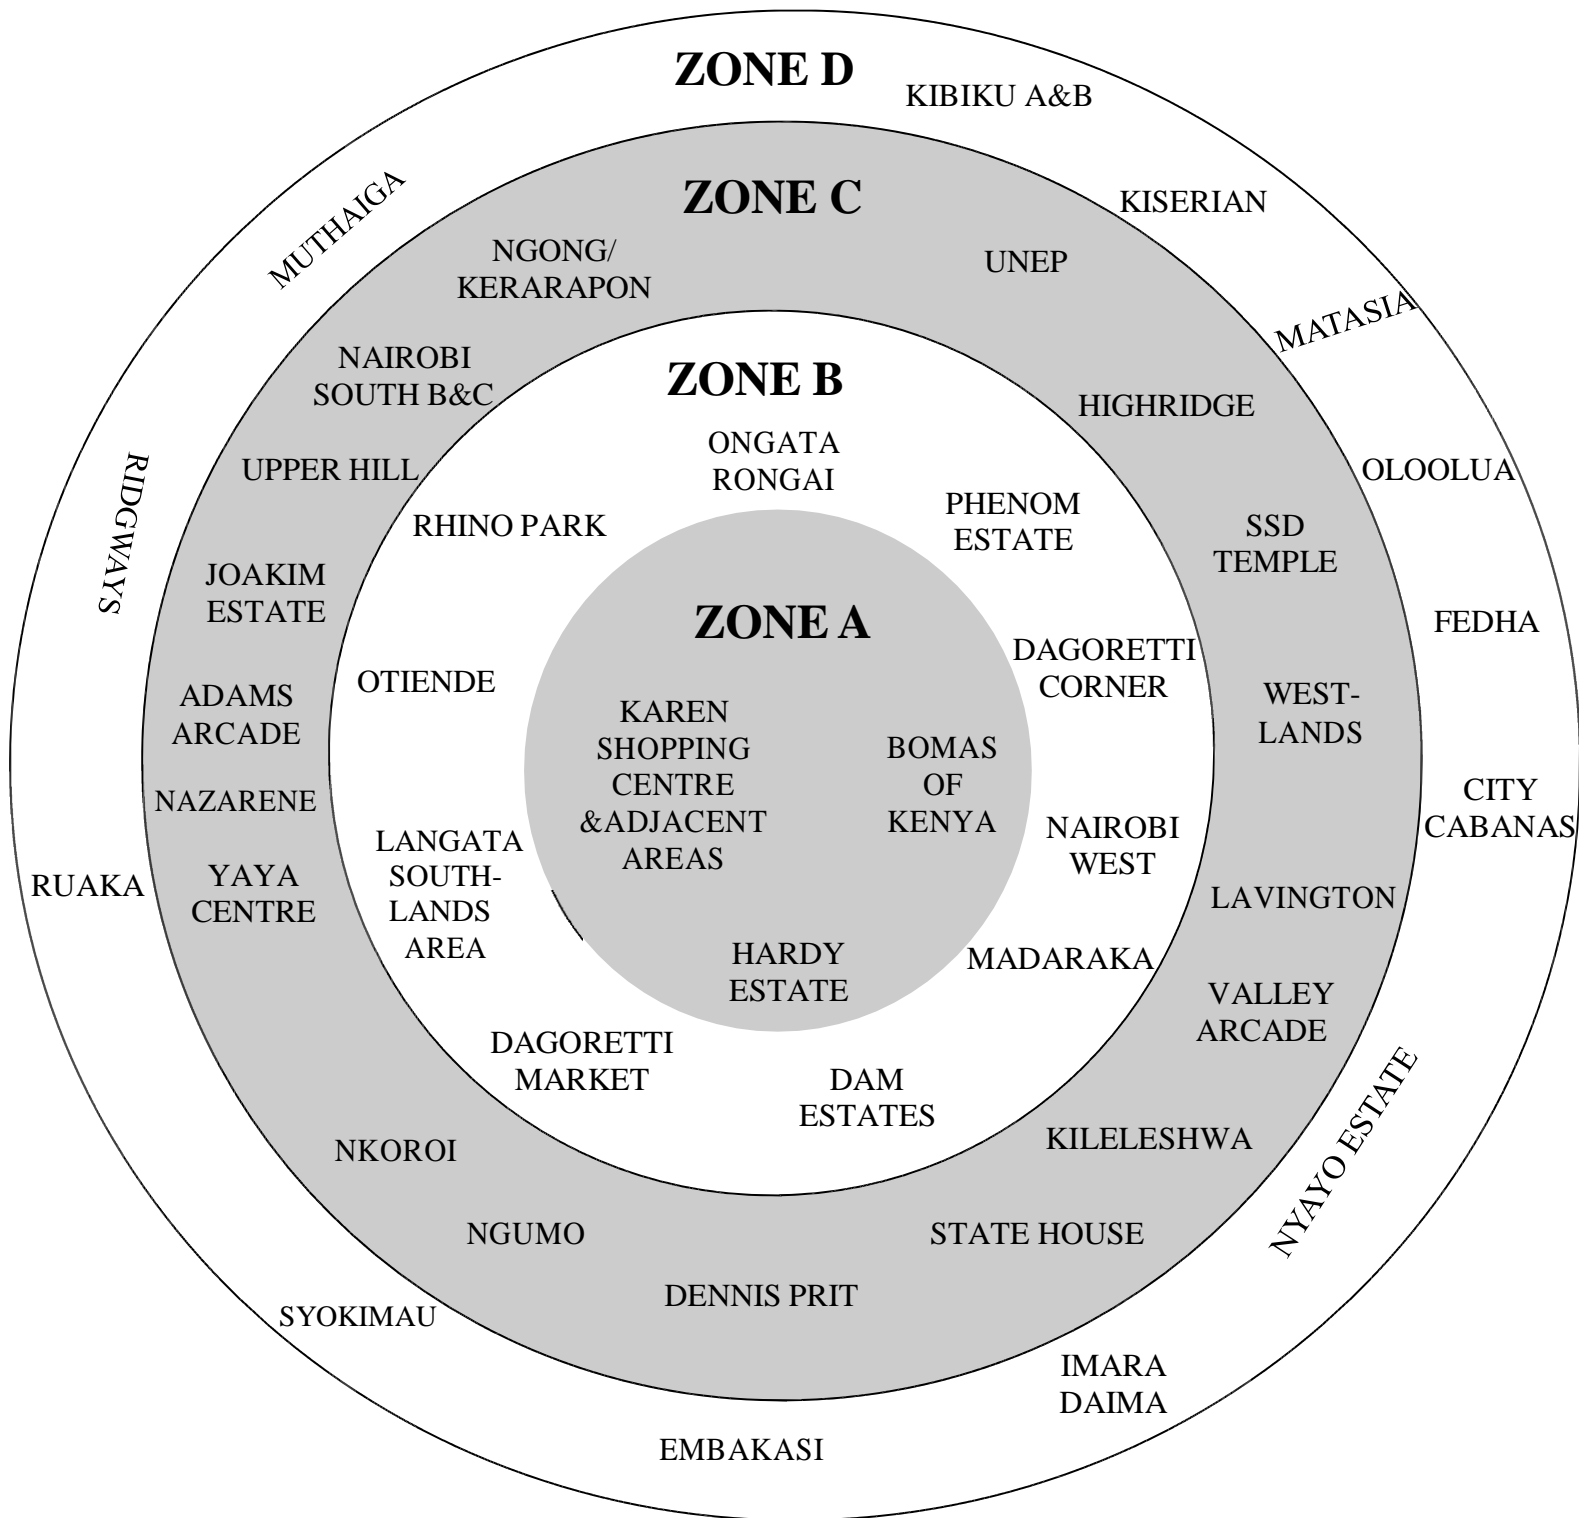 ZONE D
KIBIKU A&B
MUTHAIGA
KISERIAN
MATASIA
RIDGWAYS
OLOOLUA
FEDHA
CITY
CABANAS
RUAKA
NYAYO ESTATE
SYOKIMAU
IMARA
DAIMA
EMBAKASI
ZONE C
NGONG/
KERARAPON
UNEP
NAIROBI
SOUTH B&C
HIGHRIDGE
UPPER HILL
SSD
TEMPLE
JOAKIM
ESTATE
ADAMS
ARCADE
WEST-
LANDS
NAZARENE
YAYA
CENTRE
LAVINGTON
VALLEY
ARCADE
NKOROI
KILELESHWA
NGUMO
STATE HOUSE
DENNIS PRIT
ZONE B
ONGATA
RONGAI
RHINO PARK
PHENOM
ESTATE
OTIENDE
DAGORETTI
CORNER
LANGATA
SOUTH-
LANDS
AREA
NAIROBI
WEST
MADARAKA
DAGORETTI
MARKET
DAM
ESTATES
ZONE A
KAREN
SHOPPING
CENTRE
&ADJACENT
AREAS
BOMAS
OF
KENYA
HARDY
ESTATE